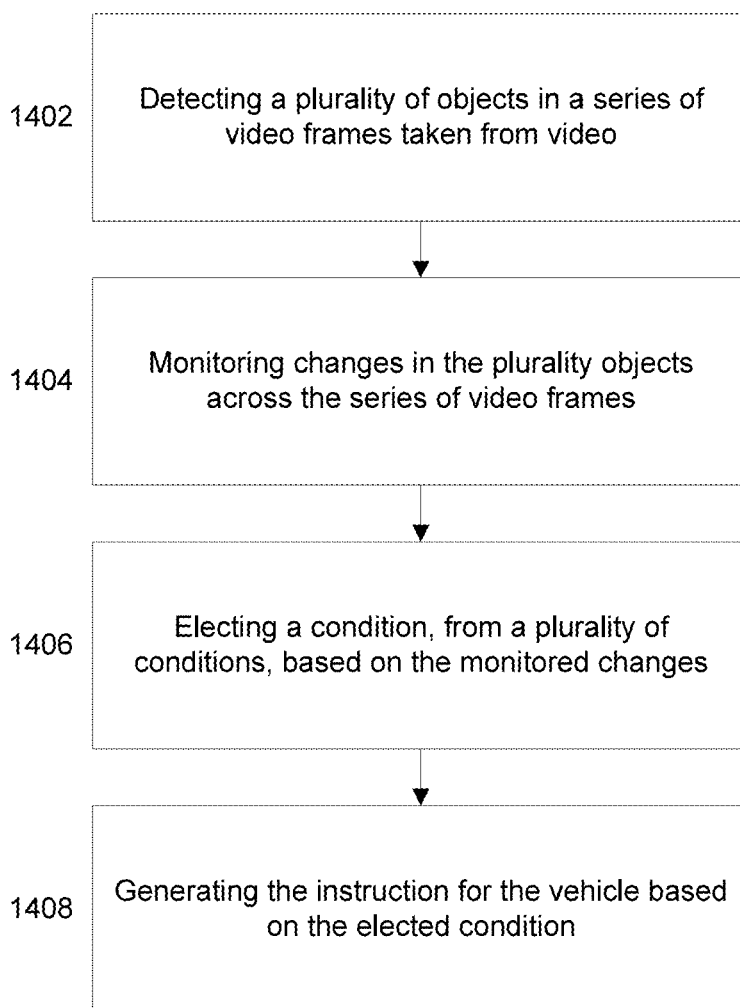 1402
Detecting a plurality of objects in a series of
video frames taken from video
1404
Monitoring changes in the plurality objects
across the series of video frames
1406
Electing a condition, from a plurality of
conditions, based on the monitored changes
1408
Generating the instruction for the vehicle based
on the elected condition